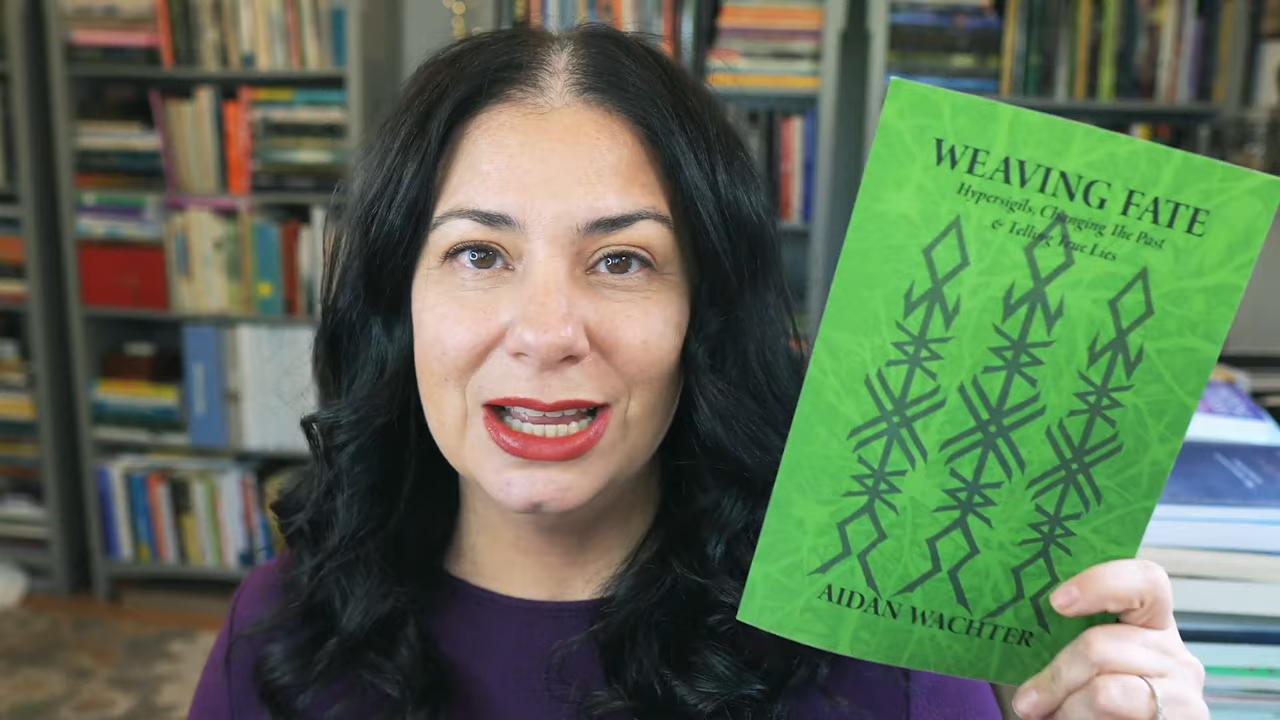 WEAVING FATE
Hypersigils, Changing The Past
& Telling True Lies
AIDAN WACHTER